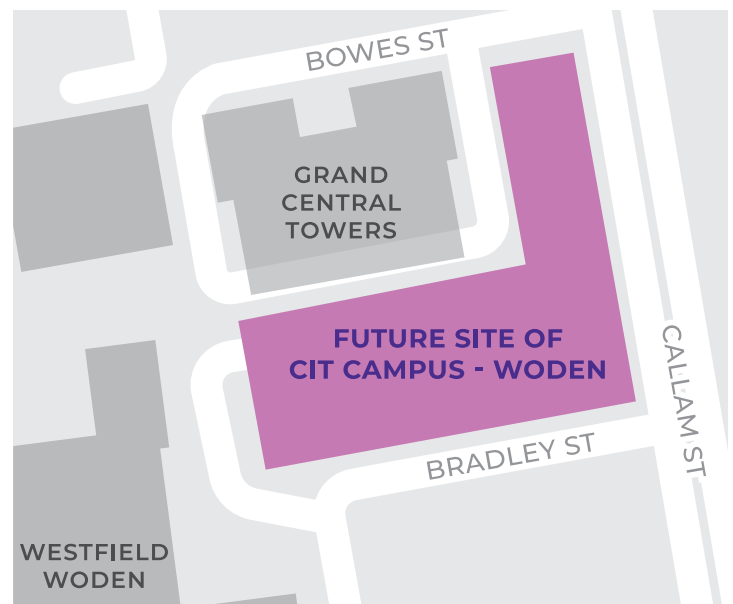 BOWES ST
GRAND
CENTRAL
TOWERS
FUTURE SITE OF
CIT CAMPUS - WODEN
CALLAM ST
BRADLEY ST
WESTFIELD
WODEN